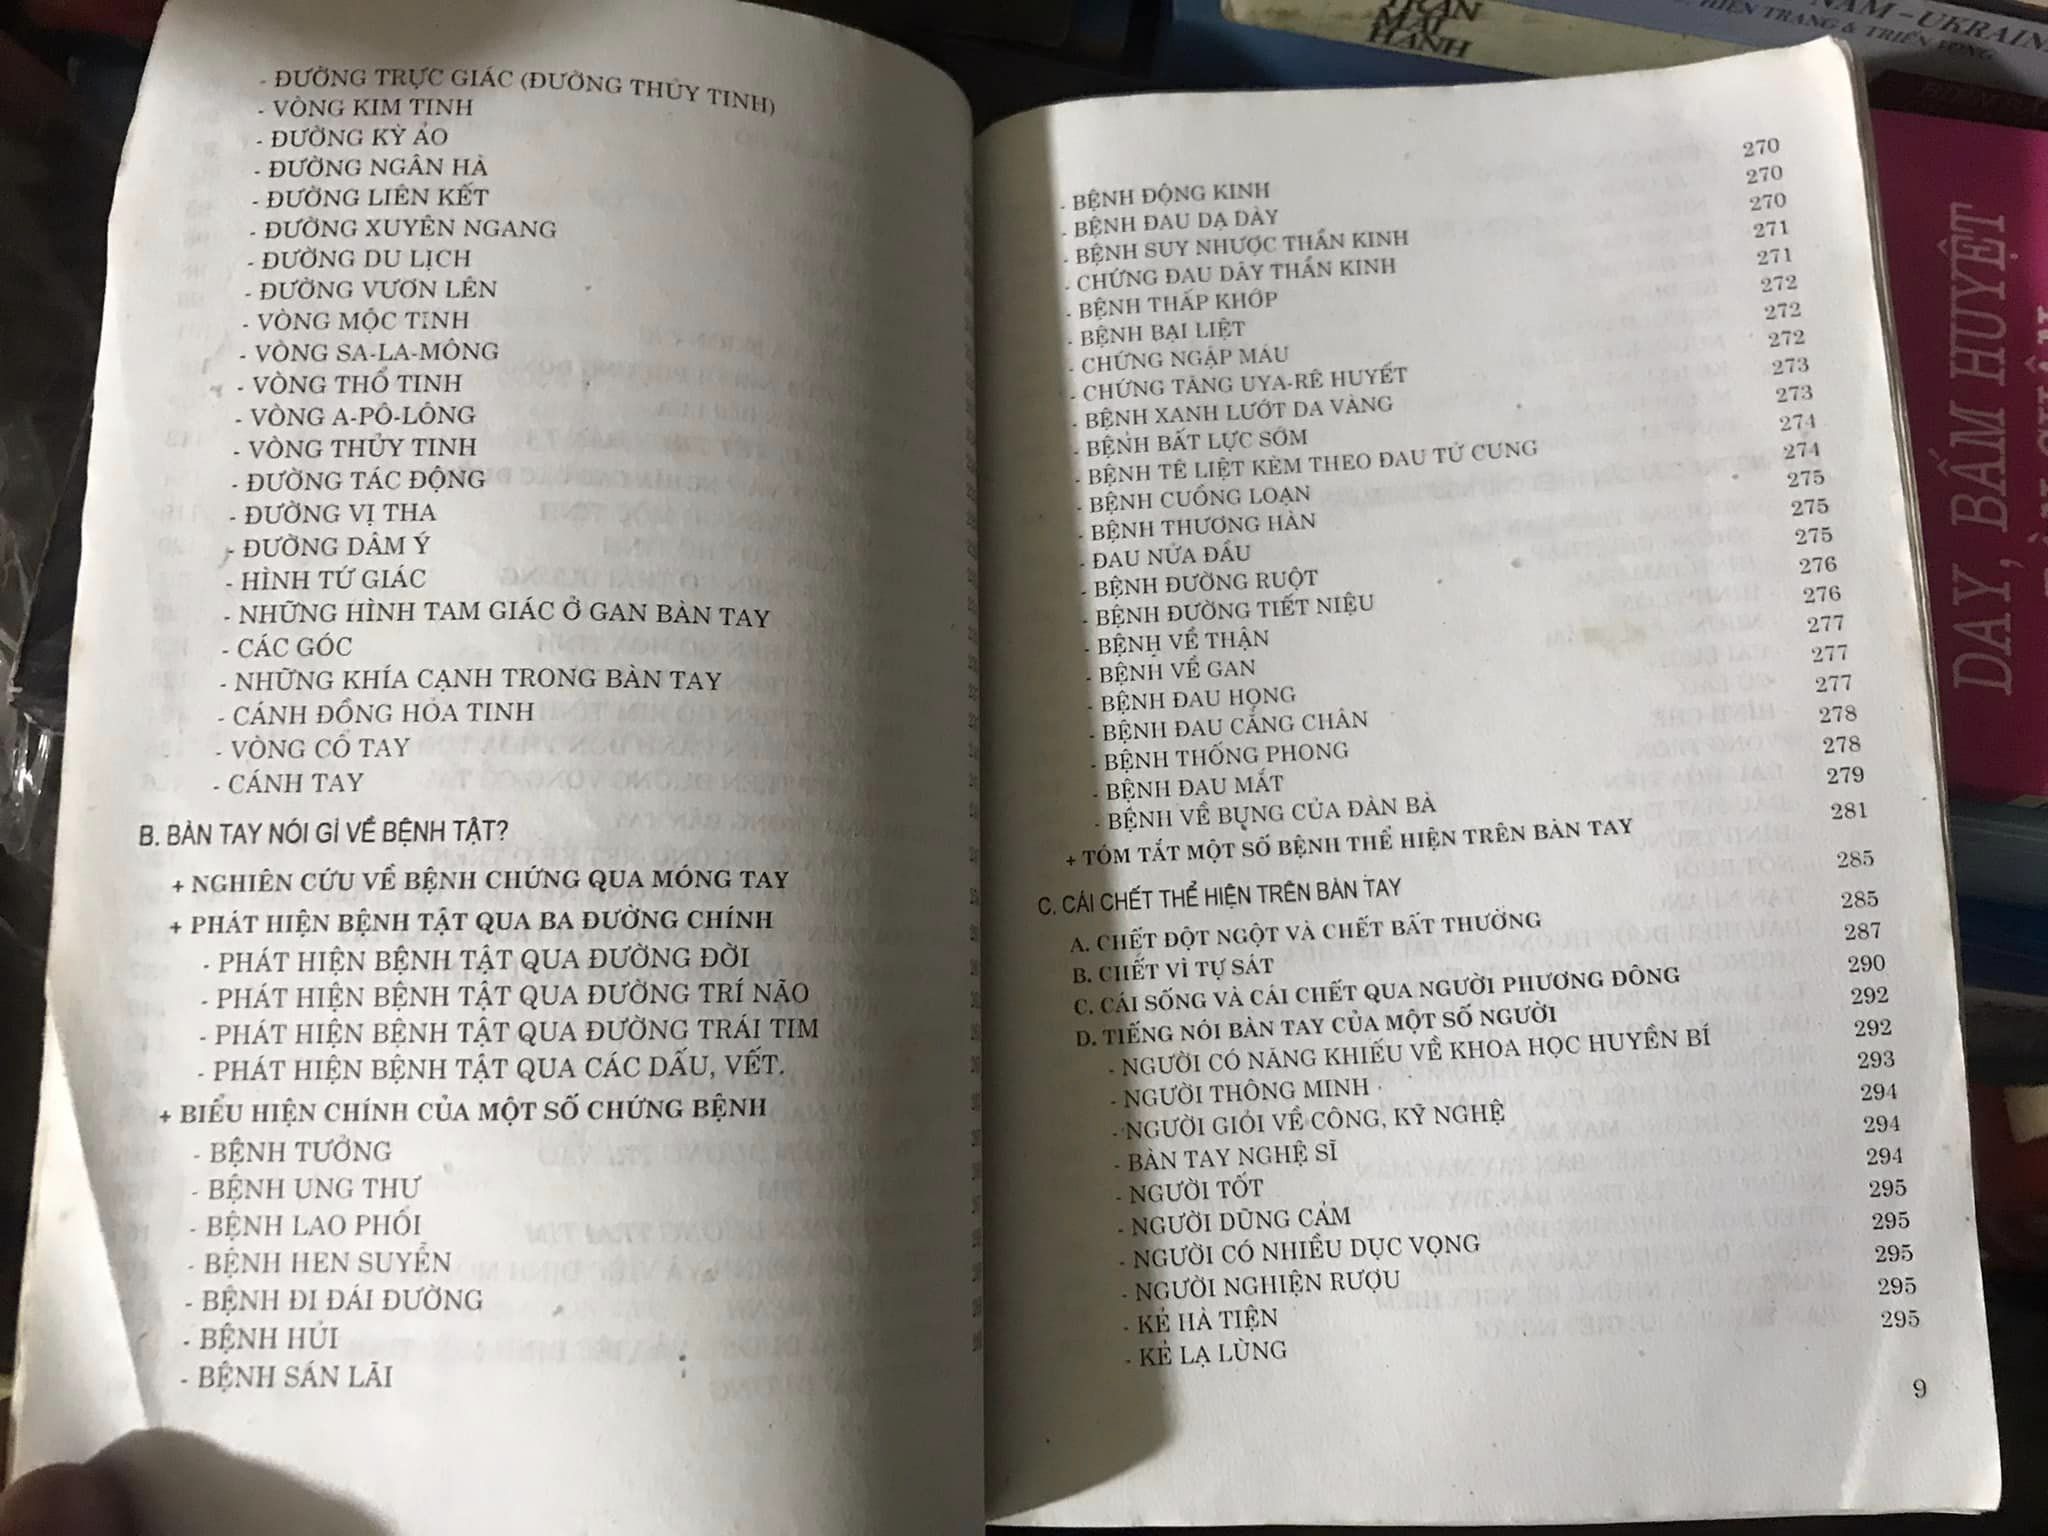 - ĐƯỜNG TRỰC GIÁC (ĐƯỜNG THỦY TINH)
- VÒNG KIM TINH
- ĐƯỜNG KỲ ẢO
- ĐƯỜNG NGÂN HÀ
- ĐƯỜNG LIÊN KẾT
- ĐƯỜNG XUYÊN NGANG
- ĐƯỜNG DU LỊCH
- ĐƯỜNG VƯƠN LÊN
- VÒNG MỘC TINH
- VÒNG SA-LA-MÔNG
- VÒNG THỔ TINH
- VÒNG A-PÔ-LÔNG
- VÒNG THỦY TINH
- ĐƯỜNG TÁC ĐỘNG
- ĐƯỜNG VỊ THA
- ĐƯỜNG DÂM Ý
- HÌNH TỨ GIÁC
- NHỮNG HÌNH TAM GIÁC Ở GAN BÀN TAY
- CÁC GÓC
- NHỮNG KHÍA CẠNH TRONG BÀN TAY
- CÁNH ĐỒNG HỎA TINH
- VÒNG CỔ TAY
- CÁNH TAY
B. BÀN TAY NÓI GÌ VỀ BỆNH TẬT?
+ NGHIÊN CỨU VỀ BỆNH CHỨNG QUA MÓNG TAY
+ PHÁT HIỆN BỆNH TẬT QUA BA ĐƯỜNG CHÍNH
- PHÁT HIỆN BỆNH TẬT QUA ĐƯỜNG ĐỜI
- PHÁT HIỆN BỆNH TẬT QUA ĐƯỜNG TRÍ NÃO
- PHÁT HIỆN BỆNH TẬT QUA ĐƯỜNG TRÁI TIM
- PHÁT HIỆN BỆNH TẬT QUA CÁC DẤU, VẾT.
+ BIỂU HIỆN CHÍNH CỦA MỘT SỐ CHỨNG BỆNH
- BỆNH TƯỞNG
- BỆNH UNG THƯ
- BỆNH LAO PHỔI
- BỆNH HEN SUYỄN
- BỆNH ĐI ĐÁI ĐƯỜNG
- BỆNH HỦI
- BỆNH SÁN LÃI
- BỆNH ĐỘNG KINH 270
- BỆNH ĐAU DẠ DÀY 270
- BỆNH SUY NHƯỢC THẦN KINH 270
- CHỨNG ĐAU DÂY THẦN KINH 271
- BỆNH THẤP KHỚP 271
- BỆNH BẠI LIỆT 272
- CHỨNG NGẬP MÁU 272
- CHỨNG TĂNG UYA-RÊ HUYẾT 272
- BỆNH XANH LƯỚT DA VÀNG 273
- BỆNH BẤT LỰC SỚM 273
- BỆNH TÊ LIỆT KÈM THEO ĐAU TỬ CUNG 274
- BỆNH CUỒNG LOẠN 274
- BỆNH THƯƠNG HÀN 275
- ĐAU NỬA ĐẦU 275
- BỆNH ĐƯỜNG RUỘT 275
- BỆNH ĐƯỜNG TIẾT NIỆU 276
- BỆNH VỀ THẬN 276
- BỆNH VỀ GAN 277
- BỆNH ĐAU HỌNG 277
- BỆNH ĐAU CẲNG CHÂN 277
- BỆNH THỐNG PHONG 278
- BỆNH ĐAU MẮT 278
- BỆNH VỀ BỤNG CỦA ĐÀN BÀ 279
+ TÓM TẮT MỘT SỐ BỆNH THỂ HIỆN TRÊN BÀN TAY 281
C. CÁI CHẾT THỂ HIỆN TRÊN BÀN TAY 285
A. CHẾT ĐỘT NGỘT VÀ CHẾT BẤT THƯỜNG 285
B. CHẾT VÌ TỰ SÁT 287
C. CÁI SỐNG VÀ CÁI CHẾT QUA NGƯỜI PHƯƠNG ĐÔNG 290
D. TIẾNG NÓI BÀN TAY CỦA MỘT SỐ NGƯỜI 292
- NGƯỜI CÓ NĂNG KHIẾU VỀ KHOA HỌC HUYỀN BÍ 292
- NGƯỜI THÔNG MINH 293
- NGƯỜI GIỎI VỀ CÔNG, KỸ NGHỆ 294
- BÀN TAY NGHỆ SĨ 294
- NGƯỜI TỐT 294
- NGƯỜI DŨNG CẢM 295
- NGƯỜI CÓ NHIỀU DỤC VỌNG 295
- NGƯỜI NGHIỆN RƯỢU 295
- KẺ HÀ TIỆN 295
- KẺ LẠ LÙNG 295
9
TRẦN
MAI
HẠNH
NAM - UKRAINE
HIỆN TRẠNG & TRIỂN VỌNG
DAY, BẤM HUYỆT